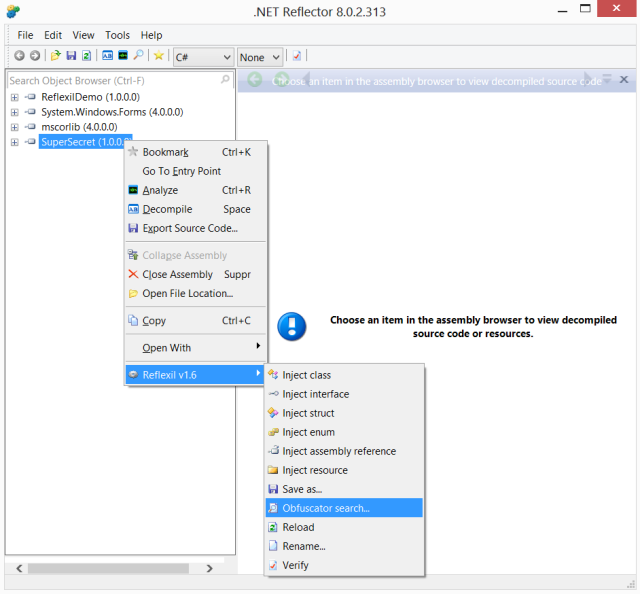 .NET Reflector 8.0.2.313
File Edit View Tools Help
C# None
Search Object Browser (Ctrl-F)
Choose an item in the assembly browser to view decompiled source code
ReflexilDemo (1.0.0.0)
System.Windows.Forms (4.0.0.0)
mscorlib (4.0.0.0)
SuperSecret (1.0.0.0)
Bookmark Ctrl+K
Go To Entry Point
Analyze Ctrl+R
Decompile Space
Export Source Code...
Collapse Assembly
Close Assembly Suppr
Open File Location...
Copy Ctrl+C
Open With
Reflexil v1.6
Choose an item in the assembly browser to view decompiled
source code or resources.
Inject class
Inject interface
Inject struct
Inject enum
Inject assembly reference
Inject resource
Save as...
Obfuscator search...
Reload
Rename...
Verify